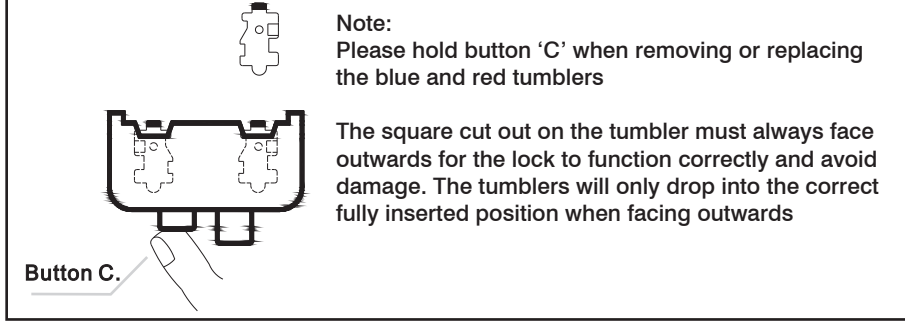 Note:
Please hold button ‘C’ when removing or replacing
the blue and red tumblers
The square cut out on the tumbler must always face
outwards for the lock to function correctly and avoid
damage. The tumblers will only drop into the correct
fully inserted position when facing outwards
Button C.